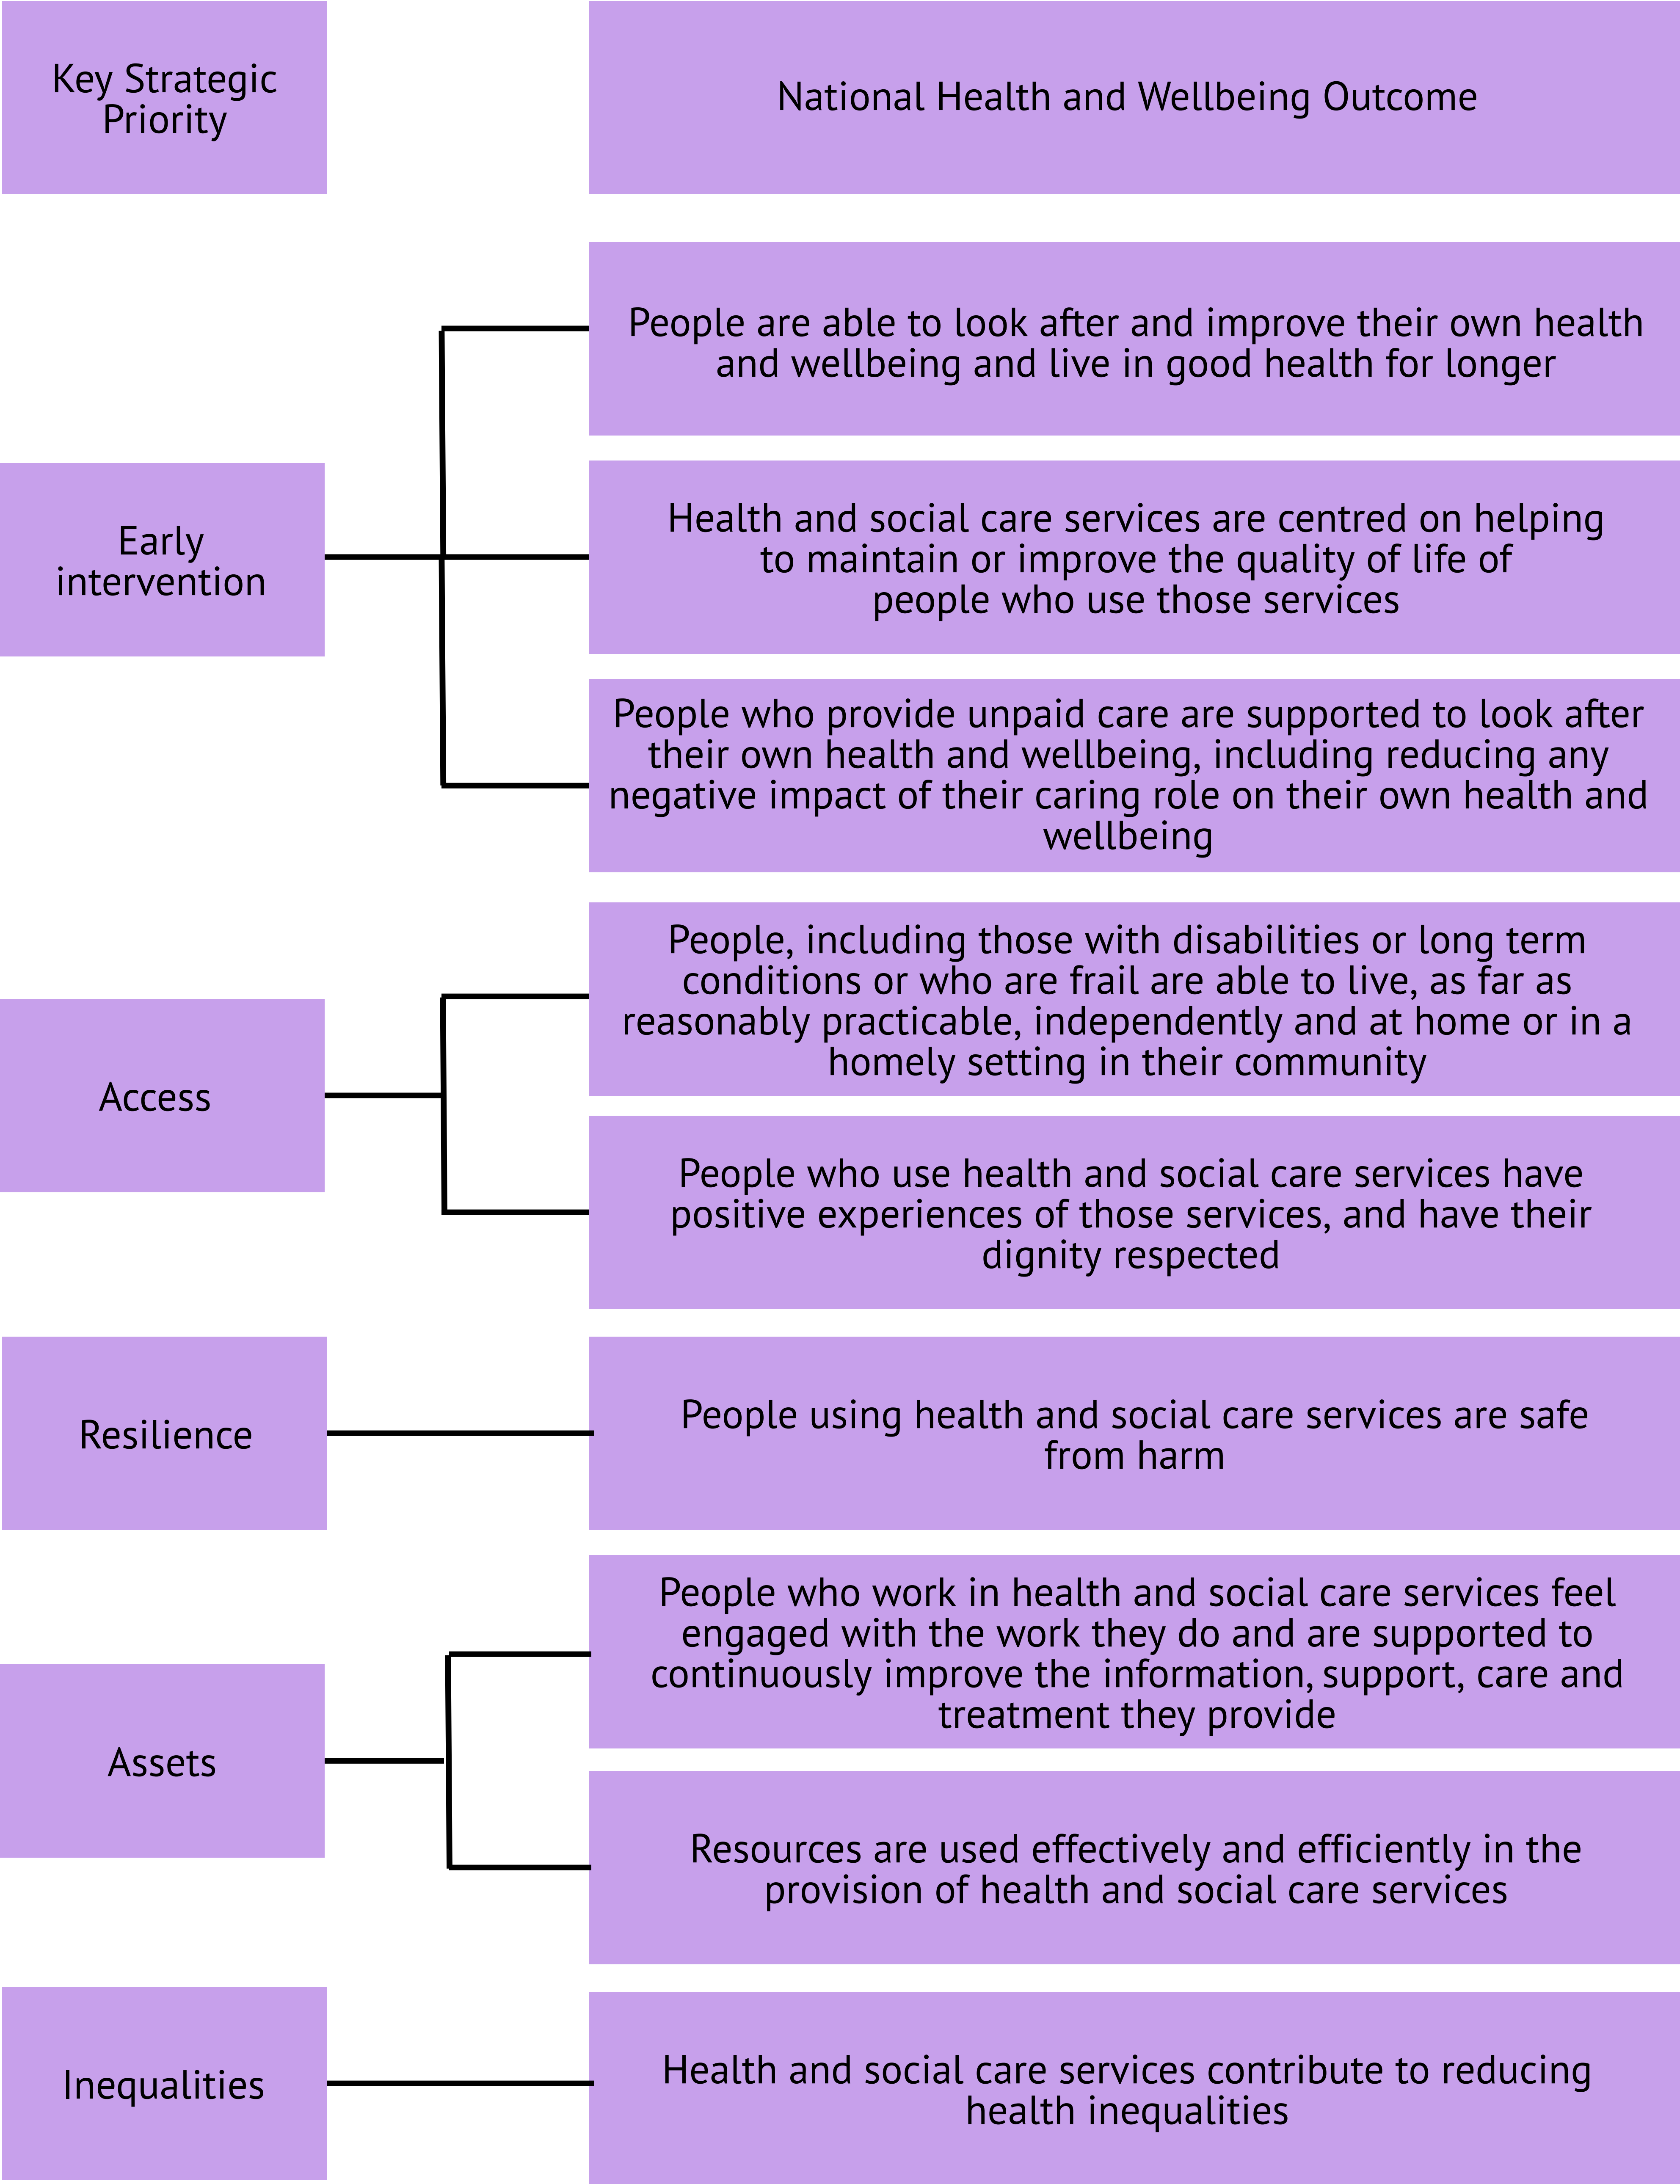 Key Strategic
Priority
National Health and Wellbeing Outcome
Early
intervention
People are able to look after and improve their own health
and wellbeing and live in good health for longer
Health and social care services are centred on helping
to maintain or improve the quality of life of
people who use those services
People who provide unpaid care are supported to look after
their own health and wellbeing, including reducing any
negative impact of their caring role on their own health and
wellbeing
Access
People, including those with disabilities or long term
conditions or who are frail are able to live, as far as
reasonably practicable, independently and at home or in a
homely setting in their community
People who use health and social care services have
positive experiences of those services, and have their
dignity respected
Resilience
People using health and social care services are safe
from harm
Assets
People who work in health and social care services feel
engaged with the work they do and are supported to
continuously improve the information, support, care and
treatment they provide
Resources are used effectively and efficiently in the
provision of health and social care services
Inequalities
Health and social care services contribute to reducing
health inequalities